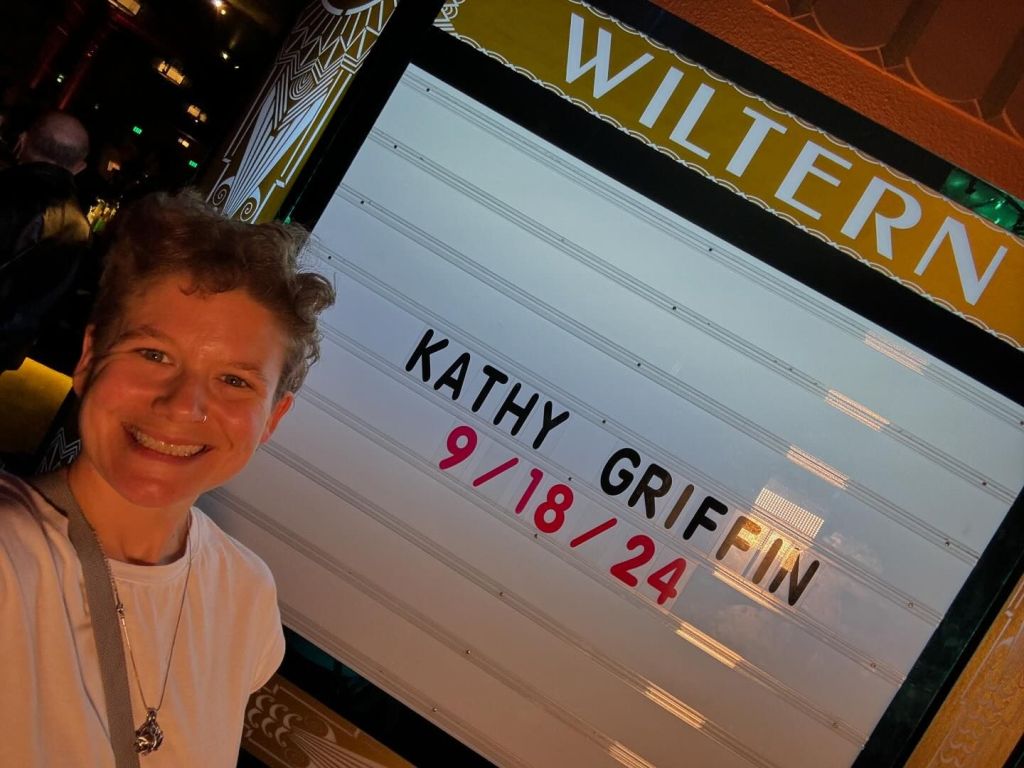 WILTERN
KATHY GRIFFIN
9/18/24